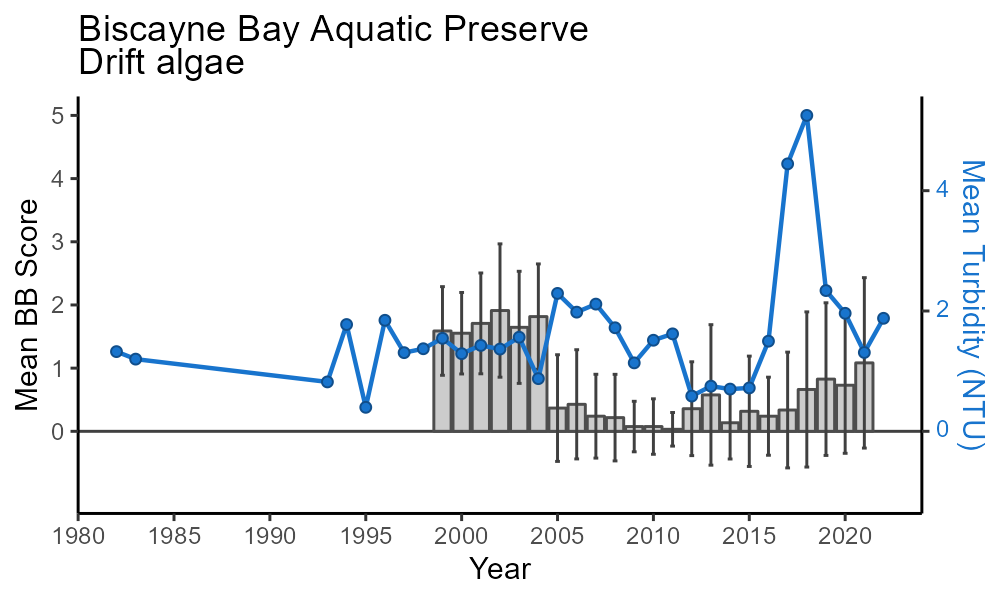 Biscayne Bay Aquatic Preserve
Drift algae
Mean BB Score
5
4
3
2
1
0
4
2
0
Mean Turbidity (NTU)
1980 1985 1990 1995 2000 2005 2010 2015 2020
Year